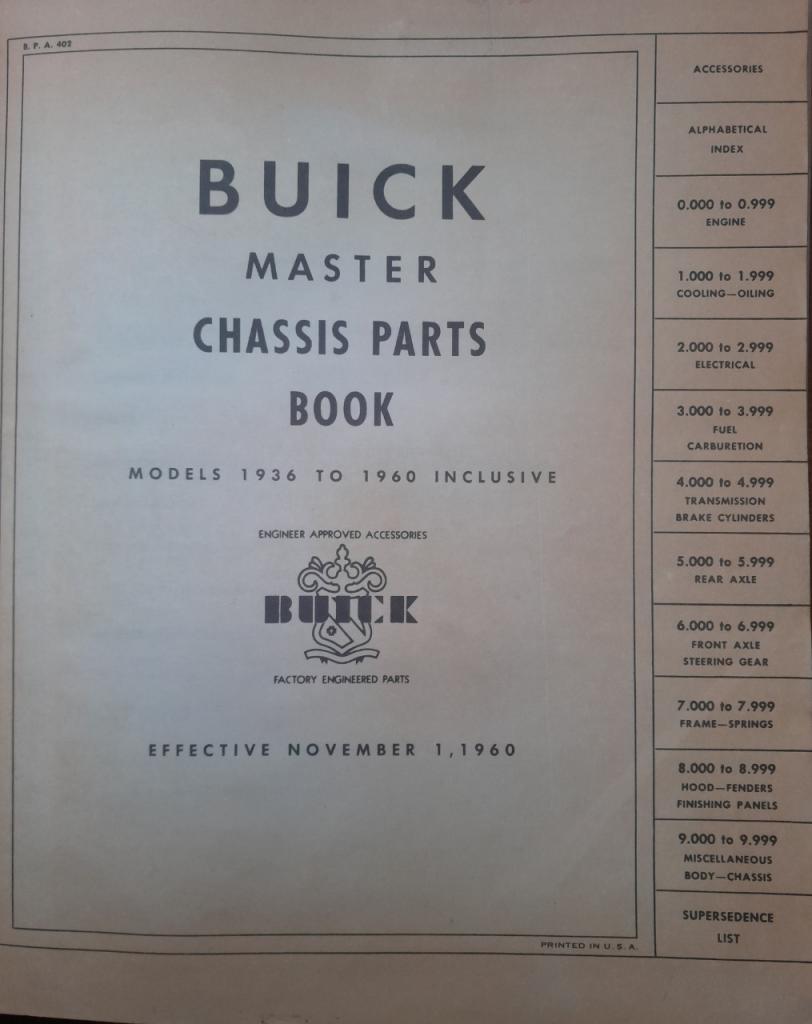 B. P. A. 402
BUICK
MASTER
CHASSIS PARTS
BOOK
MODELS 1936 TO 1960 INCLUSIVE
ENGINEER APPROVED ACCESSORIES
BUICK
FACTORY ENGINEERED PARTS
EFFECTIVE NOVEMBER 1, 1960
PRINTED IN U. S. A.
ACCESSORIES
ALPHABETICAL
INDEX
0.000 to 0.999
ENGINE
1.000 to 1.999
COOLING—OILING
2.000 to 2.999
ELECTRICAL
3.000 to 3.999
FUEL
CARBURETION
4.000 to 4.999
TRANSMISSION
BRAKE CYLINDERS
5.000 to 5.999
REAR AXLE
6.000 to 6.999
FRONT AXLE
STEERING GEAR
7.000 to 7.999
FRAME—SPRINGS
8.000 to 8.999
HOOD—FENDERS
FINISHING PANELS
9.000 to 9.999
MISCELLANEOUS
BODY—CHASSIS
SUPERSEDENCE
LIST